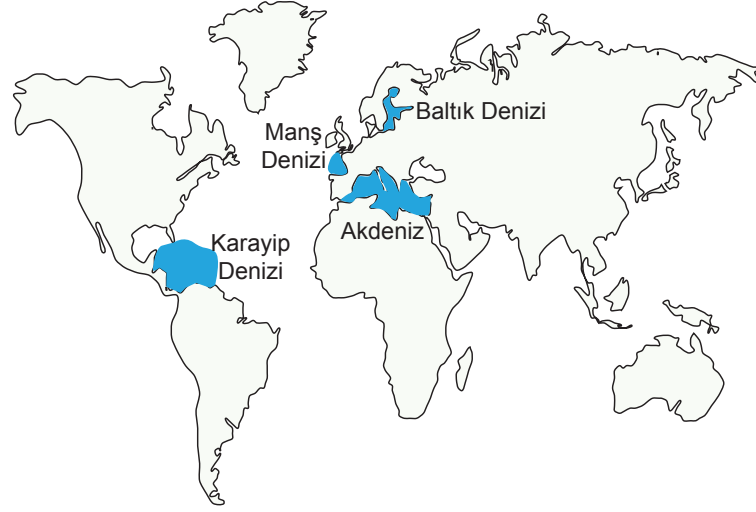 Baltık Denizi
Manş
Denizi
Akdeniz
Karayip
Denizi